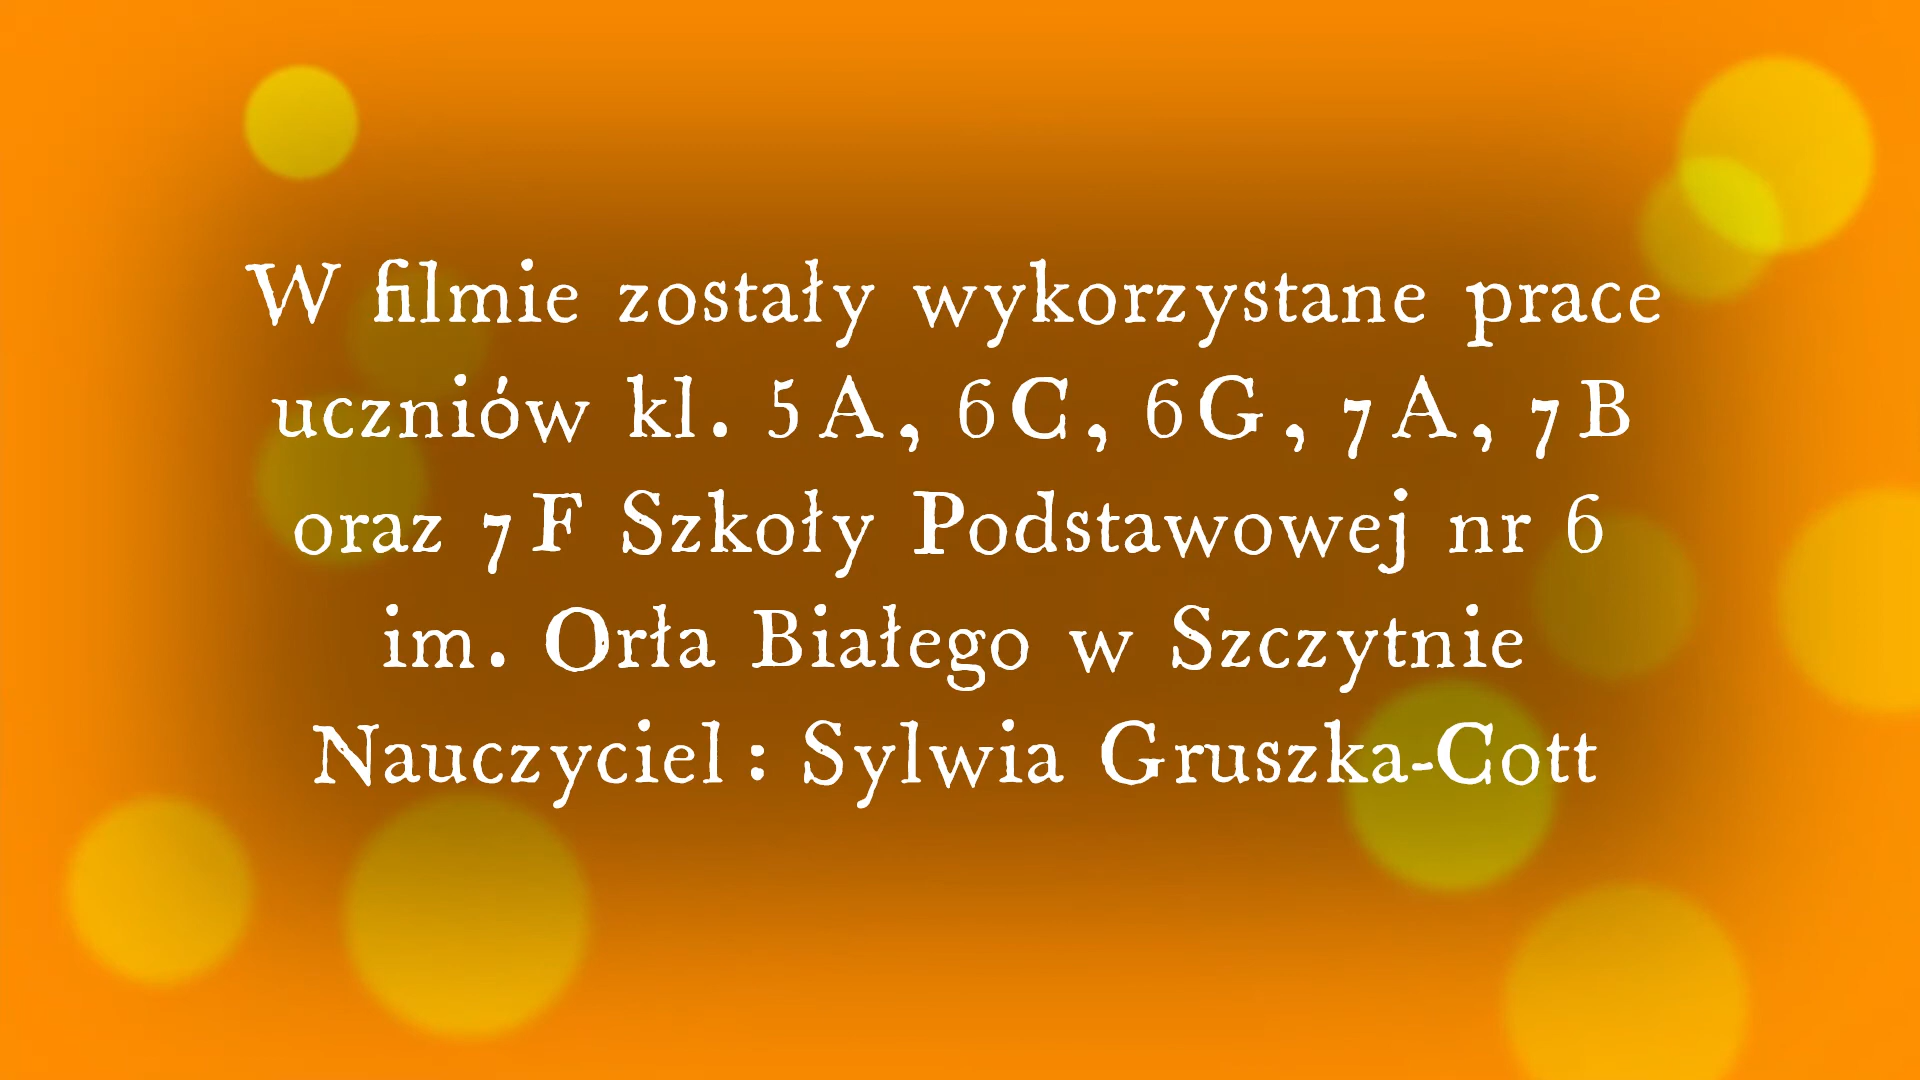 W filmie zostały wykorzystane prace
uczniów kl. 5A, 6C, 6G, 7A, 7B
oraz 7F Szkoły Podstawowej nr 6
im. Orła Białego w Szczytnie
Nauczyciel: Sylwia Gruszka-Cott